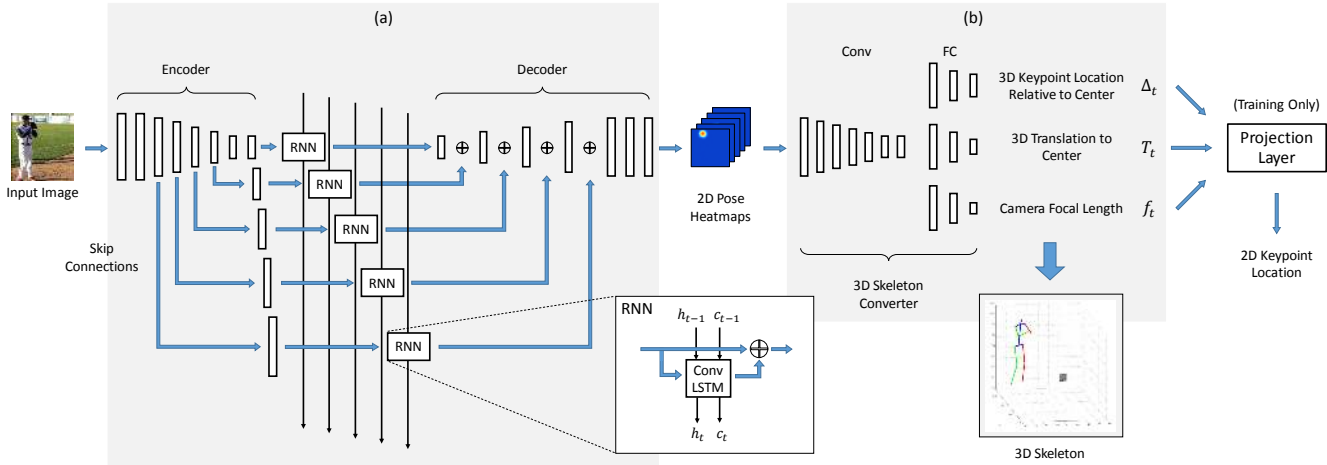 (a)
(b)
Encoder
Decoder
Conv
FC
Input Image
RNN
RNN
RNN
RNN
RNN
Skip
Connections
2D Pose
Heatmaps
3D Keypoint Location
Relative to Center
Δt
3D Translation to
Center
Tt
Camera Focal Length
ft
(Training Only)
Projection
Layer
2D Keypoint
Location
3D Skeleton
Converter
RNN
ht−1
ct−1
Conv
LSTM
ht
ct
3D Skeleton